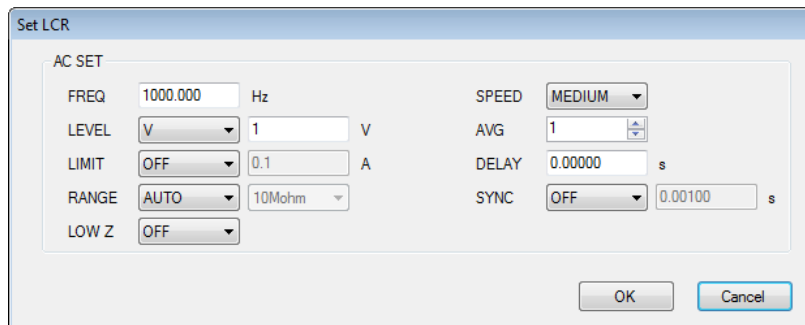 Set LCR
AC SET
FREQ 1000.000 Hz SPEED MEDIUM
LEVEL V 1 V AVG 1
LIMIT OFF 0.1 A DELAY 0.00000 s
RANGE AUTO 10Mohm SYNC OFF 0.00100 s
LOW Z OFF
OK Cancel